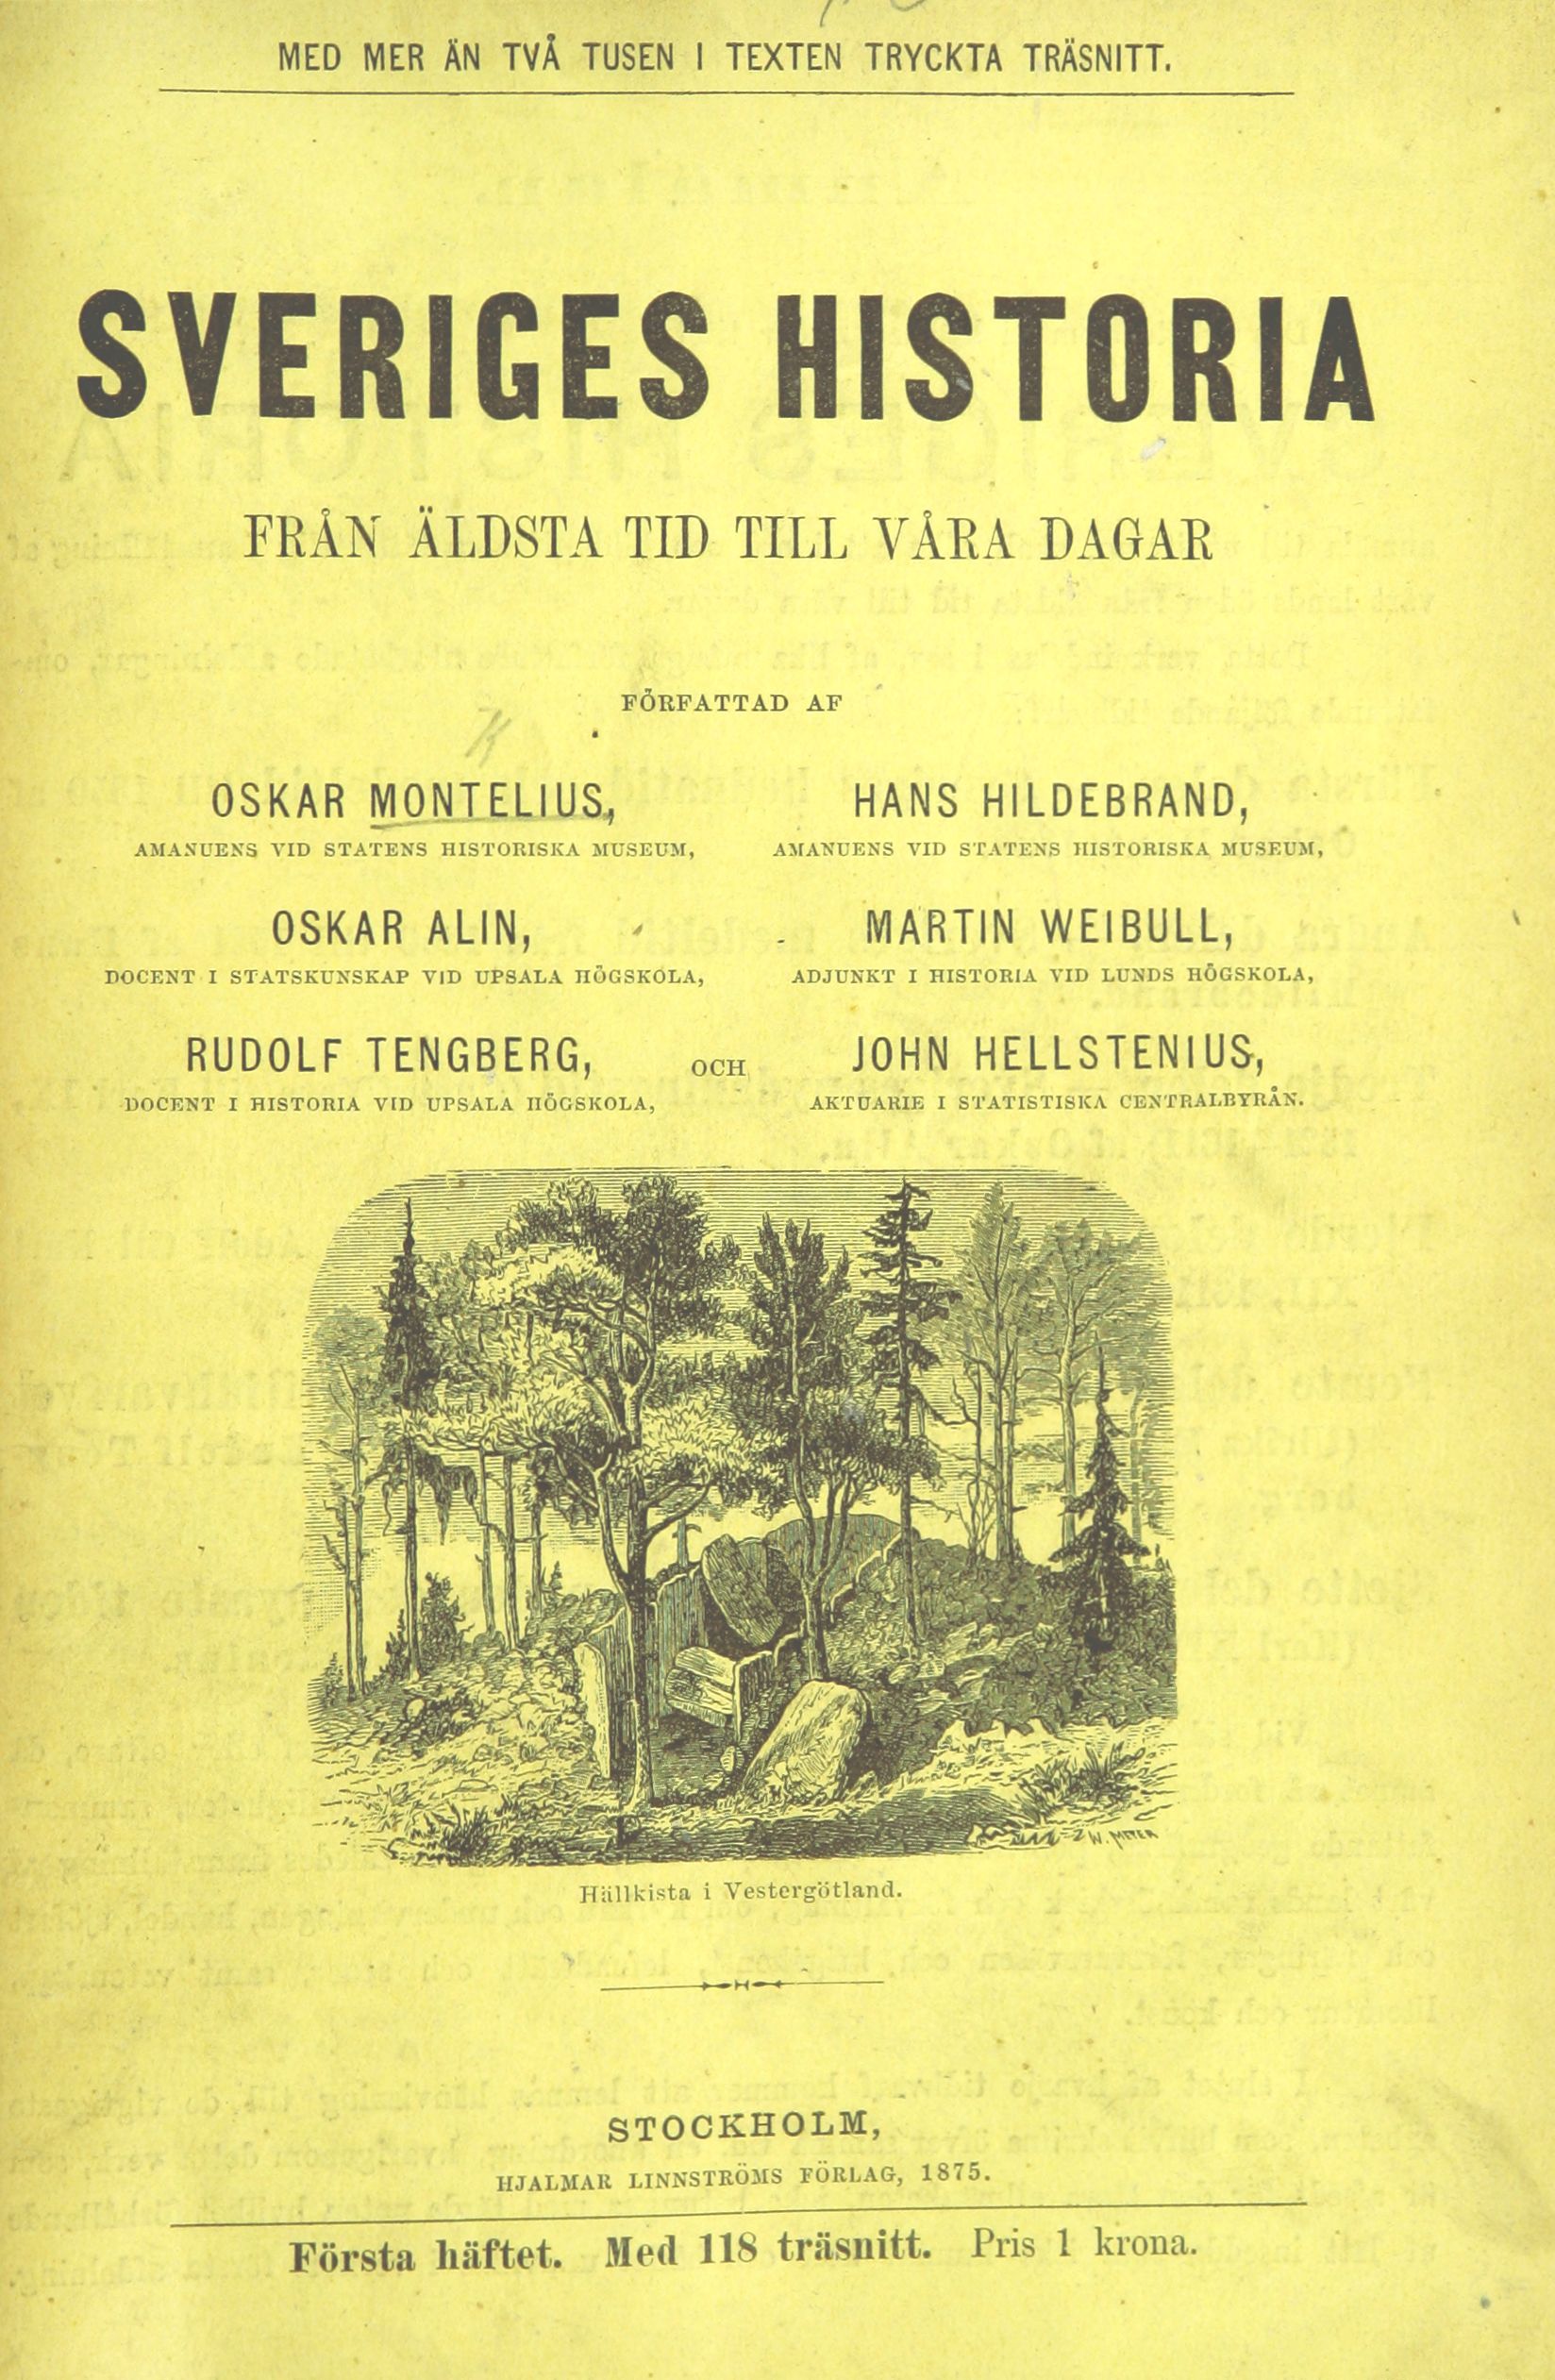 MED MER ÄN TVÅ TUSEN I TEXTEN TRYCKTA TRÄSNITT.
SVERIGES HISTORIA
FRÅN ÄLDSTA TID TILL VÅRA DAGAR
FÖRFATTAD AF
OSKAR MONTELIUS,
AMANUENS VID STATENS HISTORISKA MUSEUM,
HANS HILDEBRAND,
AMANUENS VID STATENS HISTORISKA MUSEUM,
OSKAR ALIN,
DOCENT I STATSKUNSKAP VID UPSALA HÖGSKOLA,
MARTIN WEIBULL,
ADJUNKT I HISTORIA VID LUNDS HÖGSKOLA,
RUDOLF TENGBERG,
DOCENT I HISTORIA VID UPSALA HÖGSKOLA,
OCH
JOHN HELLSTENIUS,
AKTUARIE I STATISTISKA CENTRALBYRÅN.
W. MEYER
Hällkista i Vestergötland.
STOCKHOLM,
HJALMAR LINNSTRÖMS FÖRLAG, 1875.
Första häftet. Med 118 träsnitt. Pris 1 krona.